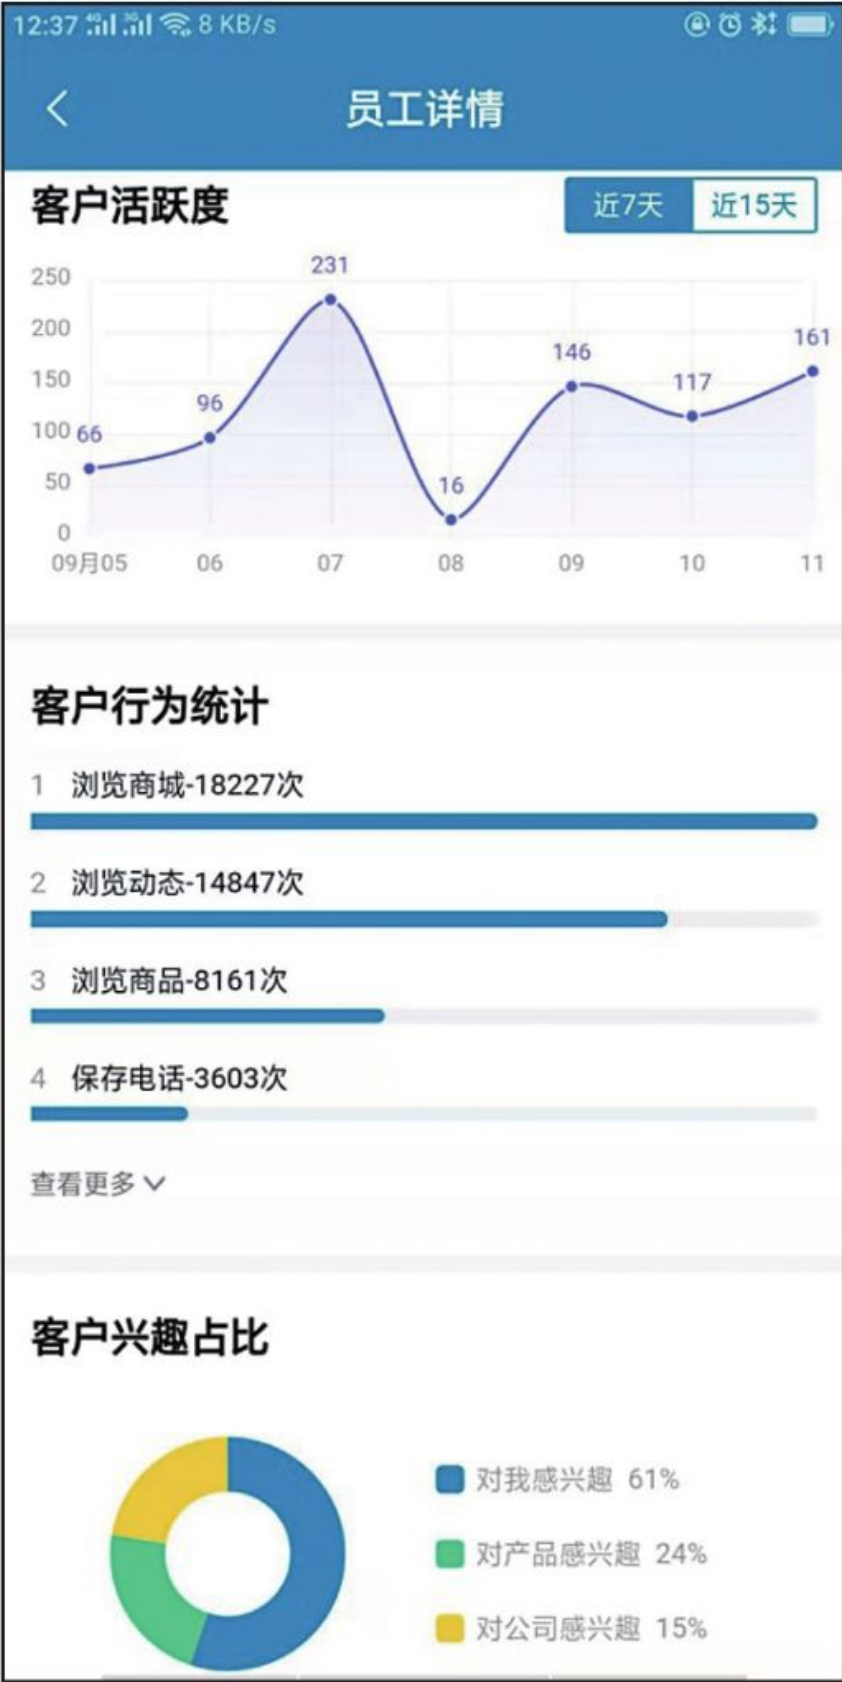 12:37 4G 3G 8 KB/s
员工详情
客户活跃度
近7天 近15天
250
200
150
100
50
0
66
96
231
16
146
117
161
09月05 06 07 08 09 10 11
客户行为统计
1 浏览商城-18227次
2 浏览动态-14847次
3 浏览商品-8161次
4 保存电话-3603次
查看更多
客户兴趣占比
对我感兴趣 61%
对产品感兴趣 24%
对公司感兴趣 15%